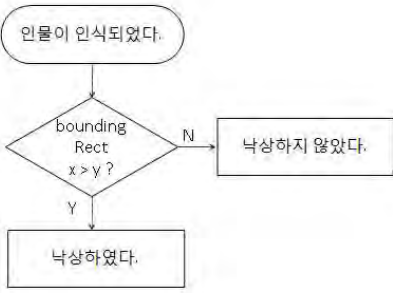 인물이 인식되었다.
bounding
Rect
x > y ?
N
낙상하지 않았다.
Y
낙상하였다.